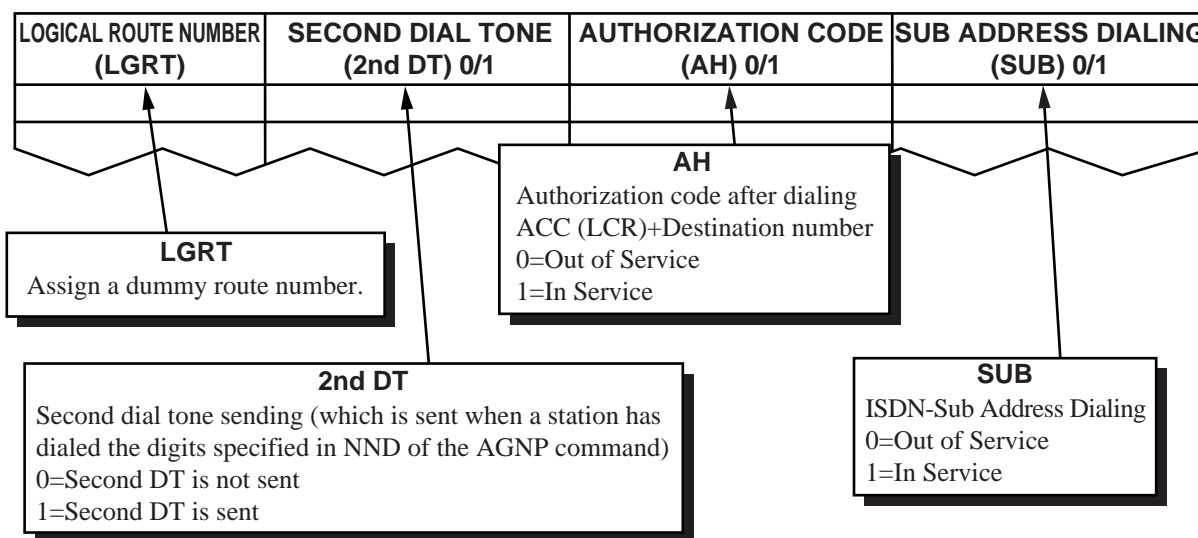 LOGICAL ROUTE NUMBER
(LGRT)
SECOND DIAL TONE
(2nd DT) 0/1
AUTHORIZATION CODE
(AH) 0/1
SUB ADDRESS DIALING
(SUB) 0/1
AH
Authorization code after dialing
ACC (LCR)+Destination number
0=Out of Service
1=In Service
LGRT
Assign a dummy route number.
2nd DT
Second dial tone sending (which is sent when a station has
dialed the digits specified in NND of the AGNP command)
0=Second DT is not sent
1=Second DT is sent
SUB
ISDN-Sub Address Dialing
0=Out of Service
1=In Service